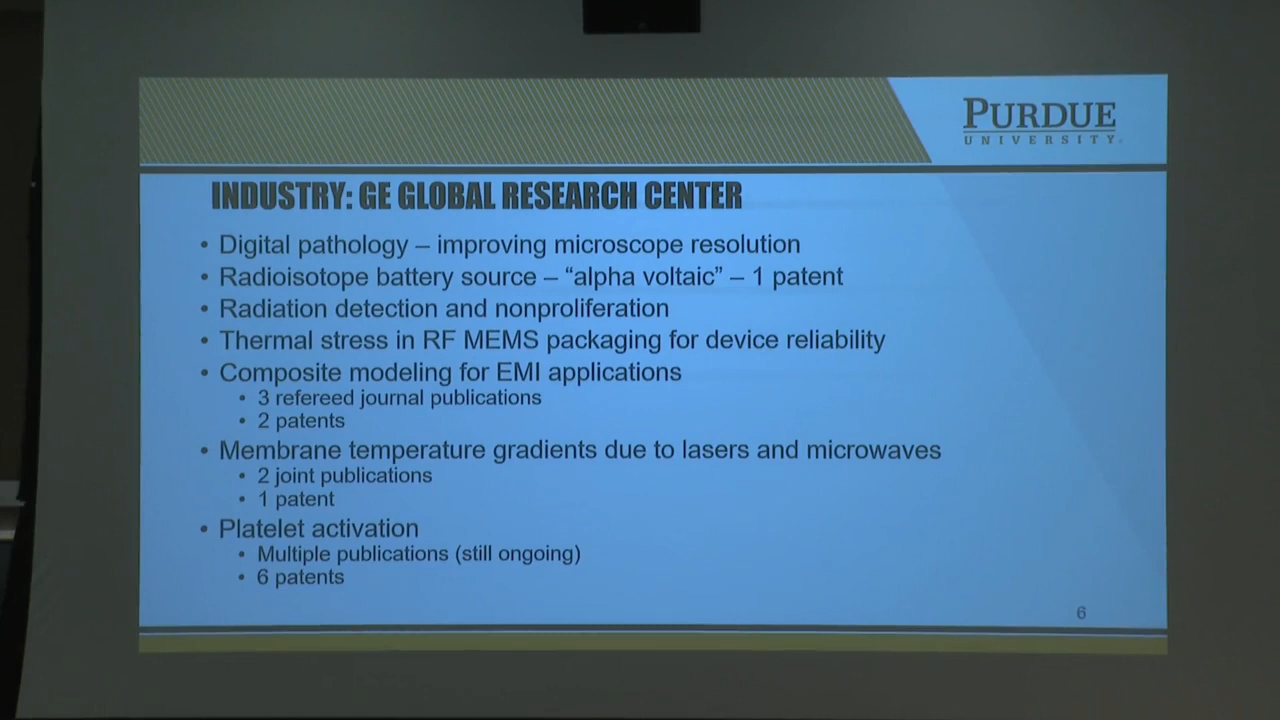 PURDUE
UNIVERSITY
INDUSTRY: GE GLOBAL RESEARCH CENTER
• Digital pathology – improving microscope resolution
• Radioisotope battery source – “alpha voltaic” – 1 patent
• Radiation detection and nonproliferation
• Thermal stress in RF MEMS packaging for device reliability
• Composite modeling for EMI applications
• 3 refereed journal publications
• 2 patents
• Membrane temperature gradients due to lasers and microwaves
• 2 joint publications
• 1 patent
• Platelet activation
• Multiple publications (still ongoing)
• 6 patents
6